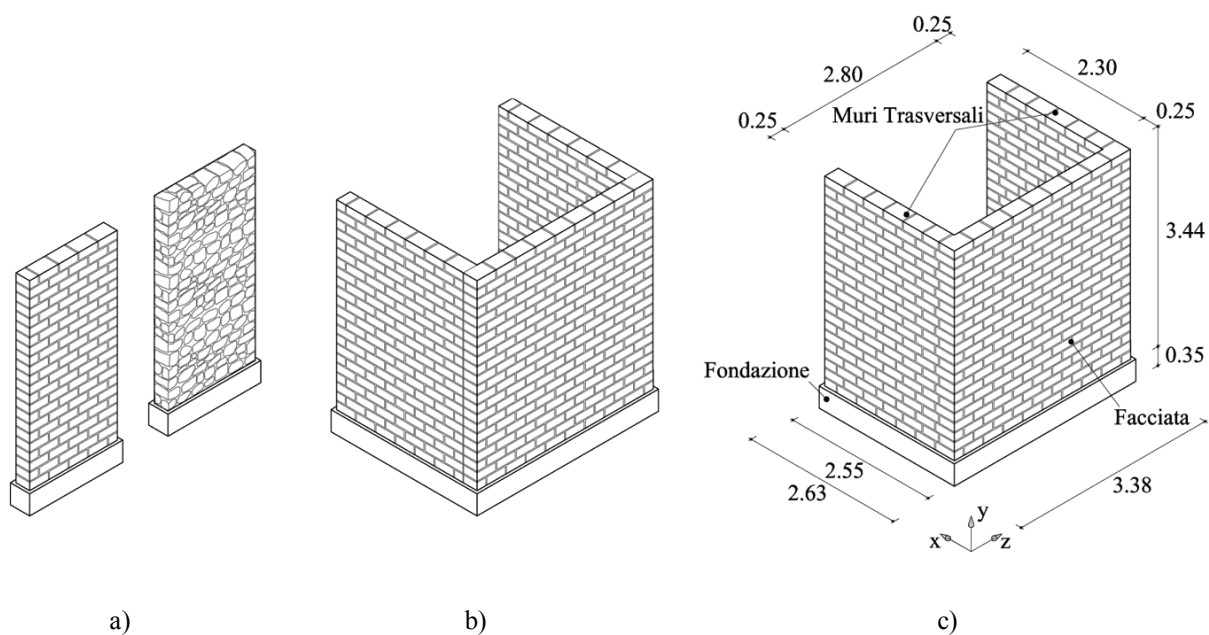 0.25
2.80
2.30
0.25
Muri Trasversali
0.25
3.44
Fondazione
0.35
Facciata
2.55
2.63
3.38
y
x
z
a)
b)
c)